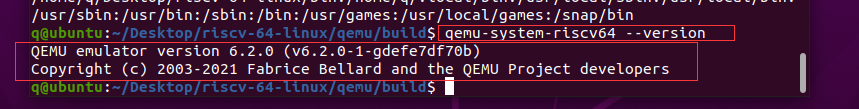 /usr/sbin:/usr/bin:/sbin:/bin:/usr/games:/usr/local/games:/snap/bin
q@ubuntu:~/Desktop/riscv-64-linux/qemu/build$ qemu-system-riscv64 --version
QEMU emulator version 6.2.0 (v6.2.0-1-gdefe7df70b)
Copyright (c) 2003-2021 Fabrice Bellard and the QEMU Project developers
q@ubuntu:~/Desktop/riscv-64-linux/qemu/build$